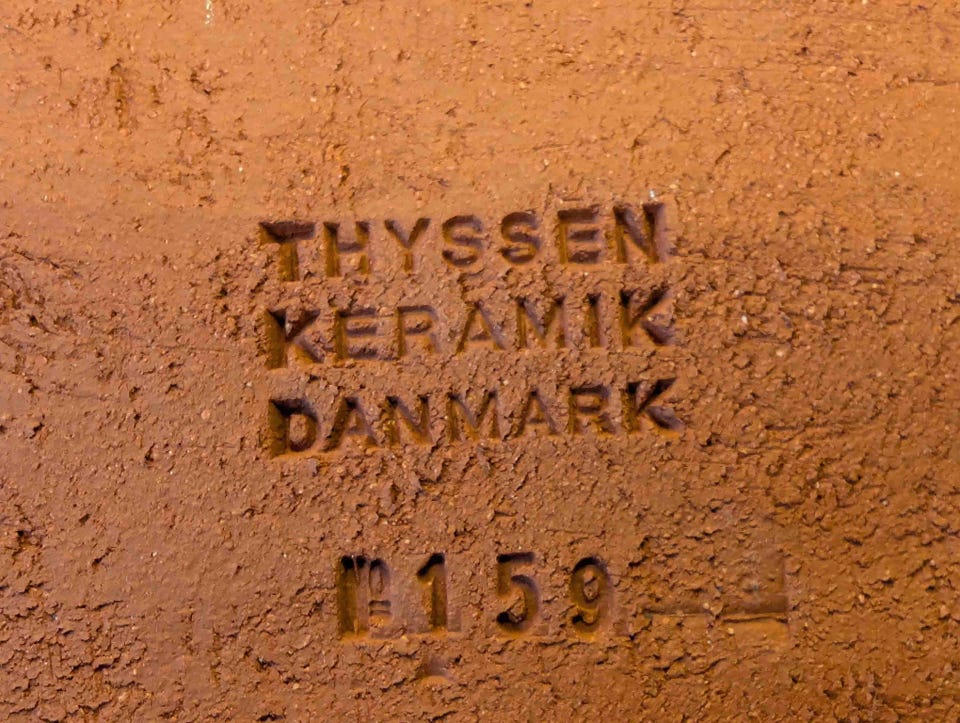 THYSSEN
KERAMIK
DANMARK
№ 159